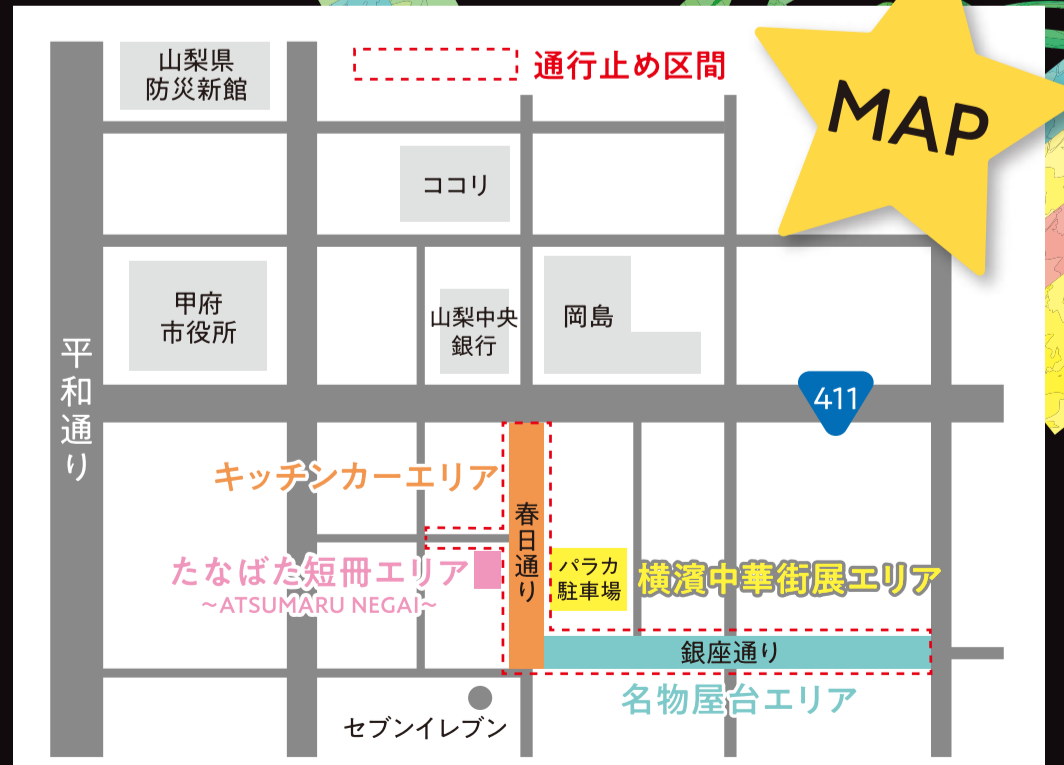 山梨県
防災新館
通行止め区間
MAP
ココリ
甲府
市役所
山梨中央
銀行
岡島
平和通り
411
キッチンカーエリア
春日通り
たなばた短冊エリア
~ATSUMARU NEGAI~
パラカ
駐車場
横濱中華街展エリア
銀座通り
名物屋台エリア
セブンイレブン